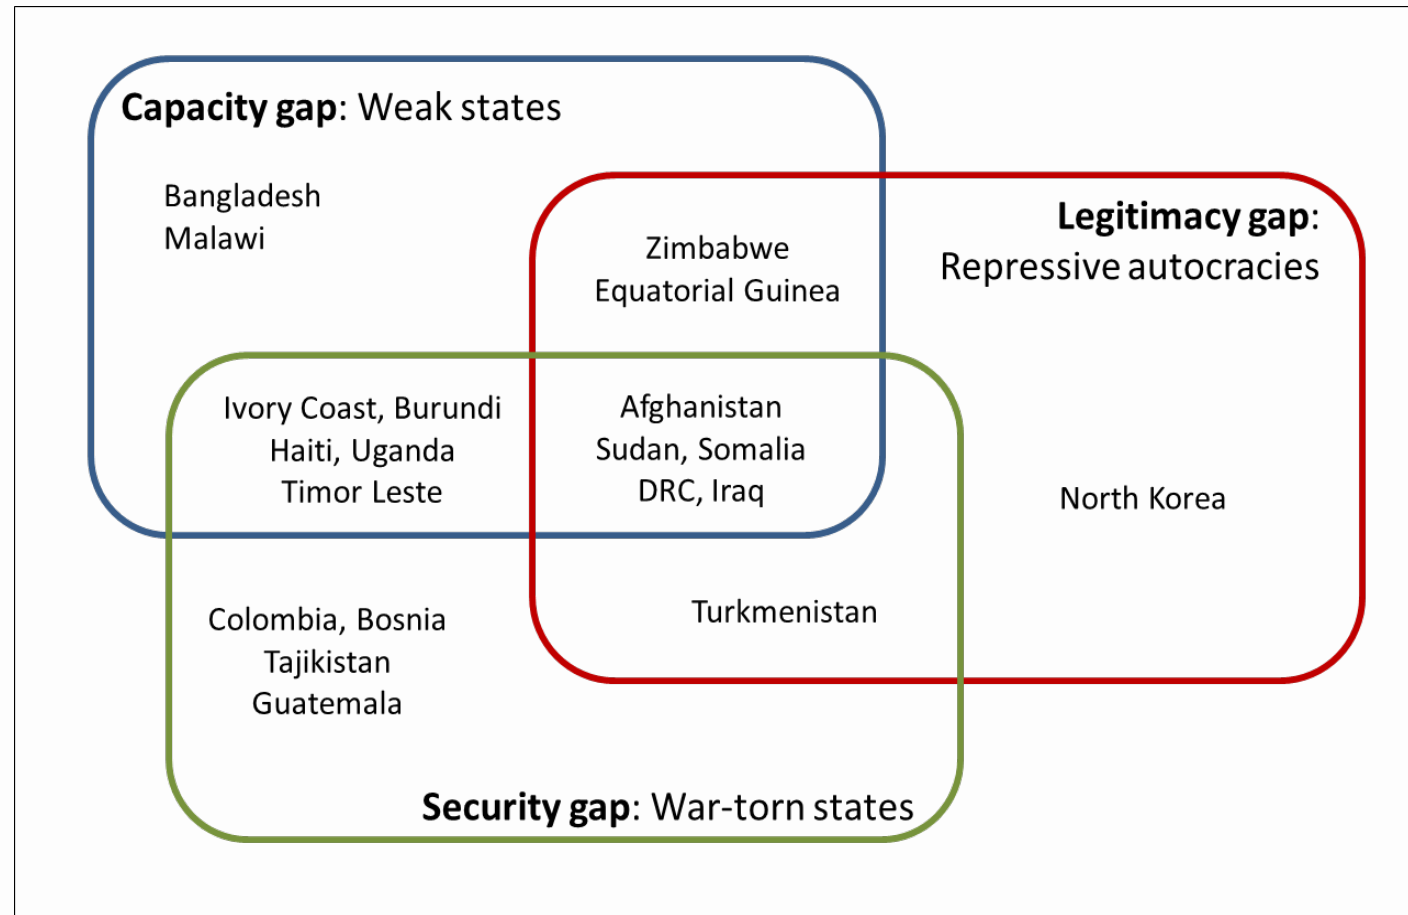 Capacity gap: Weak states
Bangladesh
Malawi
Legitimacy gap:
Repressive autocracies
Zimbabwe
Equatorial Guinea
Ivory Coast, Burundi
Haiti, Uganda
Timor Leste
Afghanistan
Sudan, Somalia
DRC, Iraq
North Korea
Colombia, Bosnia
Tajikistan
Guatemala
Turkmenistan
Security gap: War-torn states